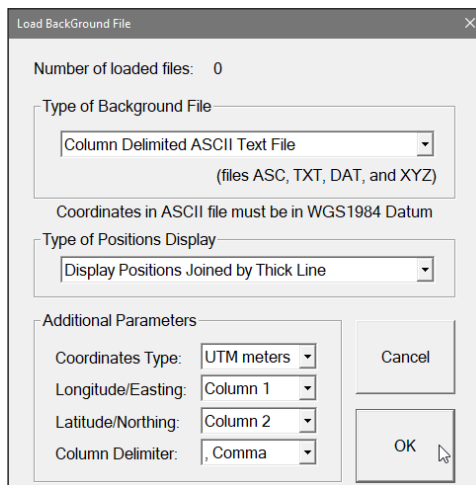 Load BackGround File
Number of loaded files: 0
Type of Background File
Column Delimited ASCII Text File
(files ASC, TXT, DAT, and XYZ)
Coordinates in ASCII file must be in WGS1984 Datum
Type of Positions Display
Display Positions Joined by Thick Line
Additional Parameters
Coordinates Type: UTM meters
Longitude/Easting: Column 1
Latitude/Northing: Column 2
Column Delimiter: , Comma
Cancel
OK